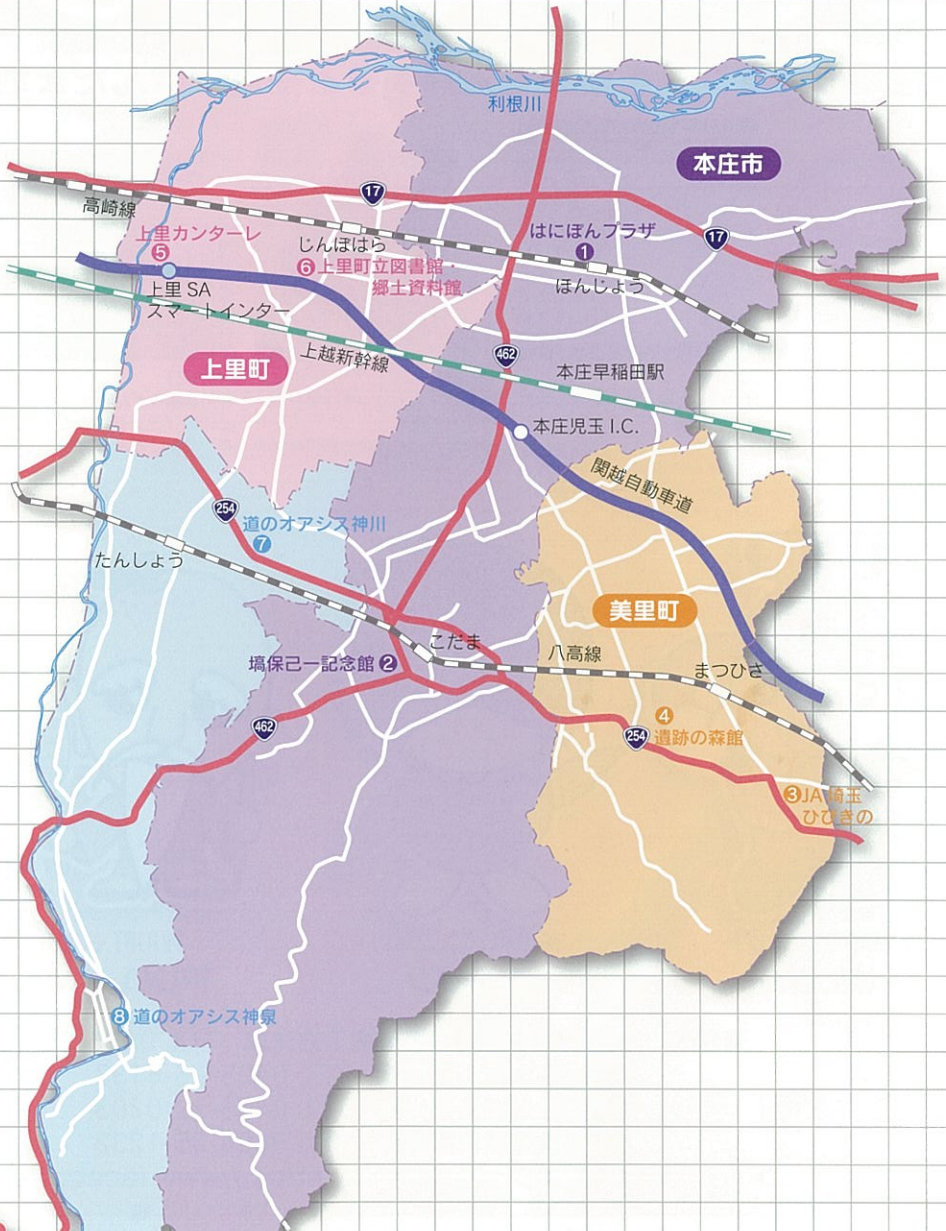 利根川
本庄市
17
高崎線
上里カンターレ
⑤
じんぼはら
⑥上里町立図書館・
郷土資料館
はにぽんプラザ
①
17
ほんじょう
上里 SA
スマートインター
上越新幹線
上里町
462
本庄早稲田駅
本庄児玉 I.C.
関越自動車道
254
道のオアシス神川
⑦
たんしょう
美里町
こだま
塙保己一記念館②
八高線
まつひさ
462
④
遺跡の森館
254
③JA 埼玉
ひびきの
⑧道のオアシス神泉